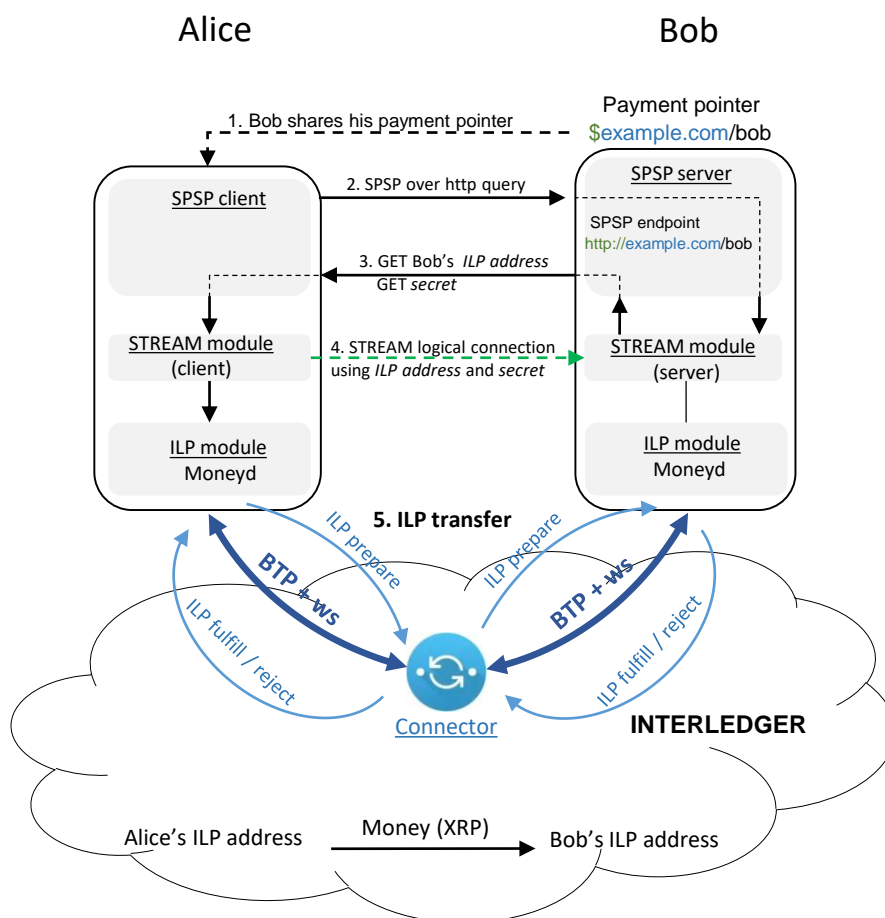 Alice
Bob
Payment pointer
$example.com/bob
1. Bob shares his payment pointer
SPSP client
2. SPSP over http query
SPSP server
SPSP endpoint
http://example.com/bob
3. GET Bob's ILP address
GET secret
STREAM module
(client)
4. STREAM logical connection
using ILP address and secret
STREAM module
(server)
ILP module
Moneyd
ILP module
Moneyd
5. ILP transfer
ILP prepare
ILP prepare
BTP + ws
BTP + ws
ILP fulfill / reject
ILP fulfill / reject
Connector
INTERLEDGER
Alice's ILP address
Money (XRP)
Bob's ILP address